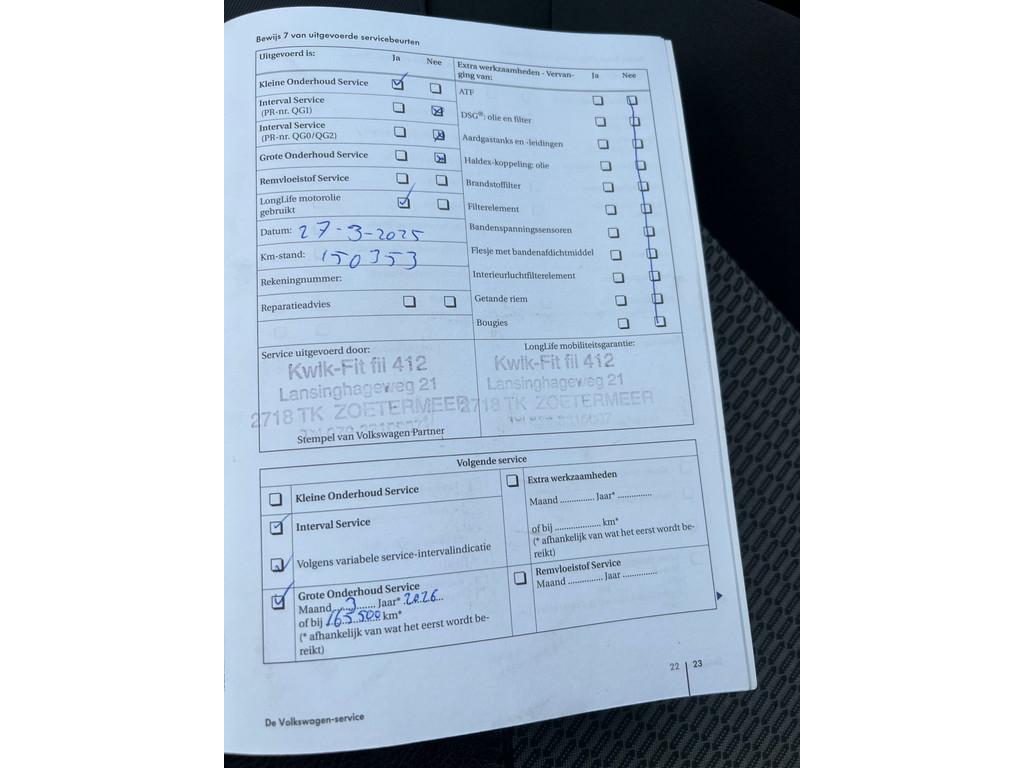 Bewijs 7 van uitgevoerde servicebeurten
Uitgevoerd is: Ja Nee
Kleine Onderhoud Service
Interval Service
(PR-nr. QG1)
Interval Service
(PR-nr. QG0/QG2)
Grote Onderhoud Service
Remvloeistof Service
LongLife motorolie
gebruikt
Datum: 27-3-2025
Km-stand: 150353
Rekeningnummer:
Reparatieadvies
Extra werkzaamheden - Vervan-
ging van: Ja Nee
ATF
DSG®: olie en filter
Aardgastanks en -leidingen
Haldex-koppeling: olie
Brandstoffilter
Filterelement
Bandenspanningssensoren
Flesje met bandenafdichtmiddel
Interieurluchtfilterelement
Getande riem
Bougies
Service uitgevoerd door:
Kwik-Fit fil 412
Lansinghageweg 21
2718 TK ZOETERMEER
Stempel van Volkswagen Partner
LongLife mobiliteitsgarantie:
Kwik-Fit fil 412
Lansinghageweg 21
2718 TK ZOETERMEER
Volgende service
Kleine Onderhoud Service
Interval Service
Volgens variabele service-intervalindicatie
Grote Onderhoud Service
Maand ...3...... Jaar* 2026...
of bij 165500 km*
(* afhankelijk van wat het eerst wordt be-
reikt)
Extra werkzaamheden
Maand .............. Jaar* ..............
of bij ................... km*
(* afhankelijk van wat het eerst wordt be-
reikt)
Remvloeistof Service
Maand .............. Jaar ..............
22 23
De Volkswagen-service